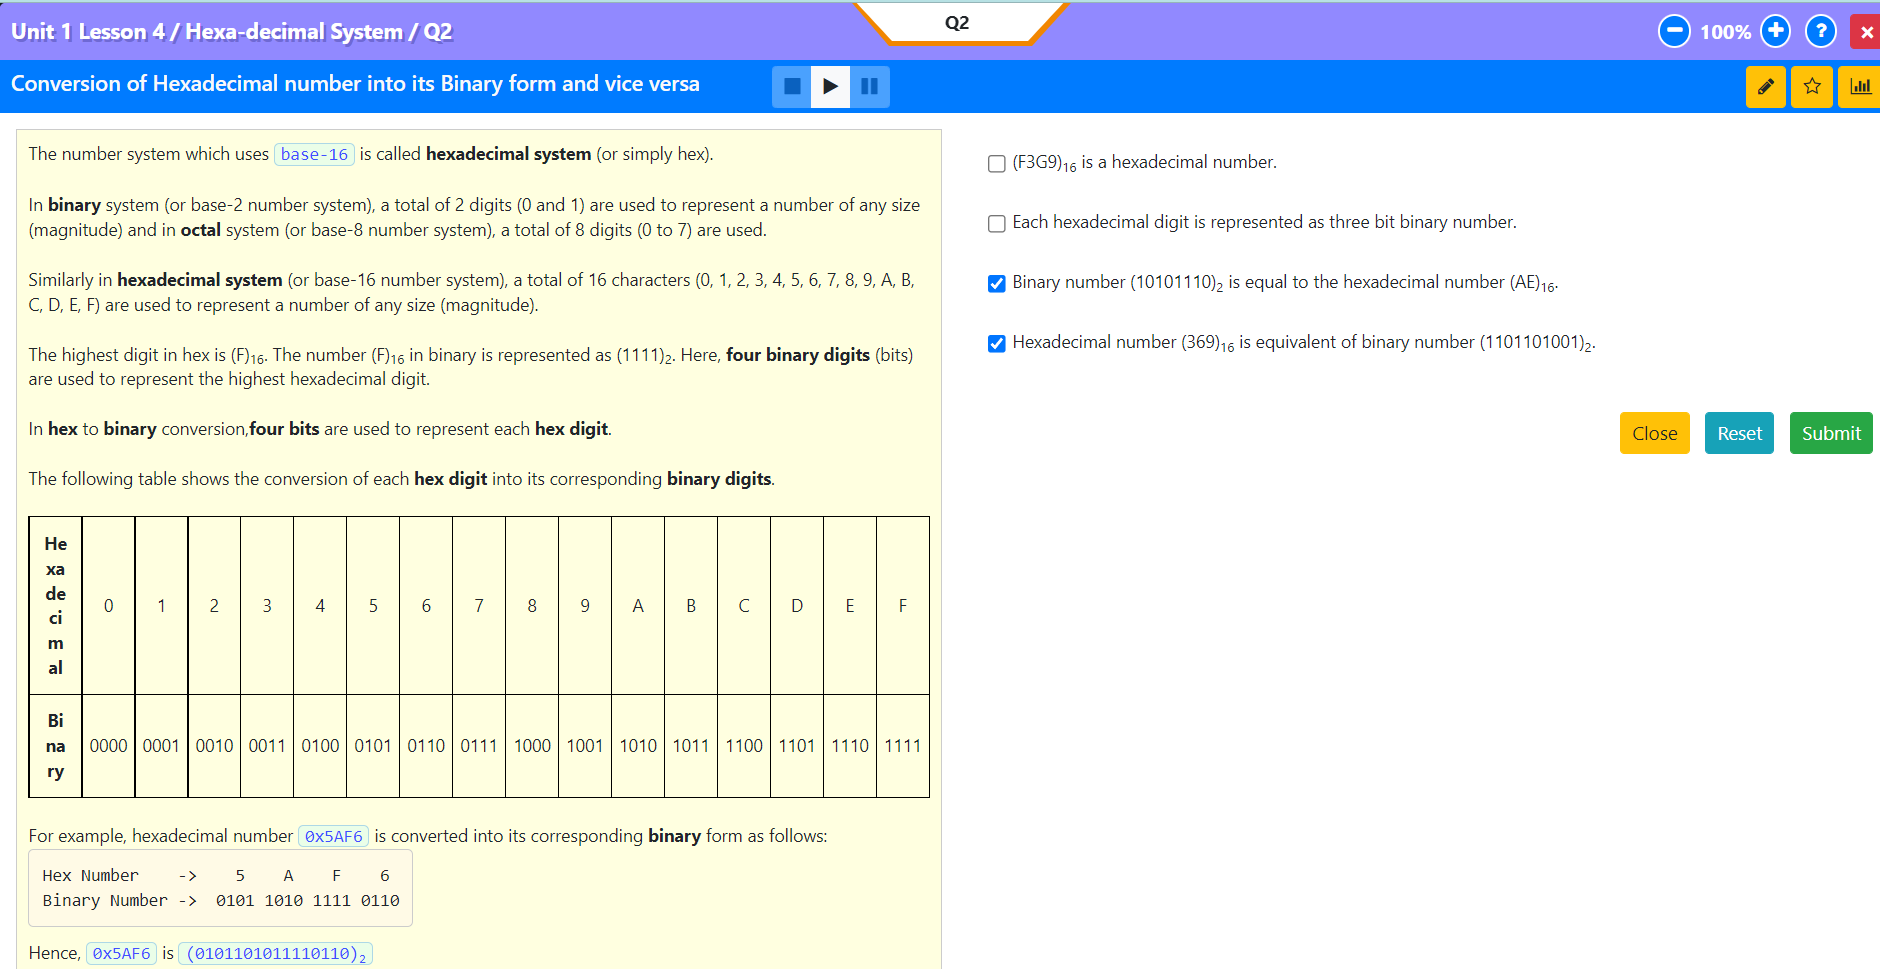 Unit 1 Lesson 4 / Hexa-decimal System / Q2
Q2
100%
?
Conversion of Hexadecimal number into its Binary form and vice versa
The number system which uses base-16 is called hexadecimal system (or simply hex).
In binary system (or base-2 number system), a total of 2 digits (0 and 1) are used to represent a number of any size
(magnitude) and in octal system (or base-8 number system), a total of 8 digits (0 to 7) are used.
Similarly in hexadecimal system (or base-16 number system), a total of 16 characters (0, 1, 2, 3, 4, 5, 6, 7, 8, 9, A, B,
C, D, E, F) are used to represent a number of any size (magnitude).
The highest digit in hex is (F)16. The number (F)16 in binary is represented as (1111)2. Here, four binary digits (bits)
are used to represent the highest hexadecimal digit.
In hex to binary conversion,four bits are used to represent each hex digit.
The following table shows the conversion of each hex digit into its corresponding binary digits.
He
xa
de
ci
m
al
0 1 2 3 4 5 6 7 8 9 A B C D E F
Bi
na
ry
0000 0001 0010 0011 0100 0101 0110 0111 1000 1001 1010 1011 1100 1101 1110 1111
For example, hexadecimal number 0x5AF6 is converted into its corresponding binary form as follows:
Hex Number -> 5 A F 6
Binary Number -> 0101 1010 1111 0110
Hence, 0x5AF6 is (0101101011110110)2
(F3G9)16 is a hexadecimal number.
Each hexadecimal digit is represented as three bit binary number.
Binary number (10101110)2 is equal to the hexadecimal number (AE)16.
Hexadecimal number (369)16 is equivalent of binary number (1101101001)2.
Close Reset Submit